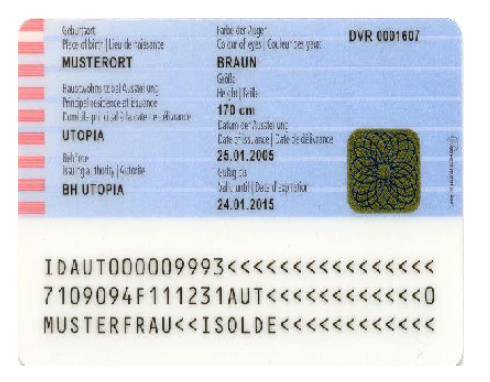 Geburtsort
Place of birth | Lieu de naissance
MUSTERORT
Hauptwohnsitz bei Ausstellung
Principal residence at issuance
Domicile principal à la date de délivrance
UTOPIA
Behörde
Issuing authority | Autorité
BH UTOPIA
Farbe der Augen
Colour of eyes | Couleur des yeux
BRAUN
Größe
Height | Taille
170 cm
Datum der Ausstellung
Date of issuance | Date de délivrance
25.01.2005
Gültig bis
Valid until | Date d'expiration
24.01.2015
DVR 0001607
IDAUT000009993<<<<<<<<<<<<<<<<
7109094F111231AUT<<<<<<<<<<<0
MUSTERFRAU<<ISOLDE<<<<<<<<<<<<